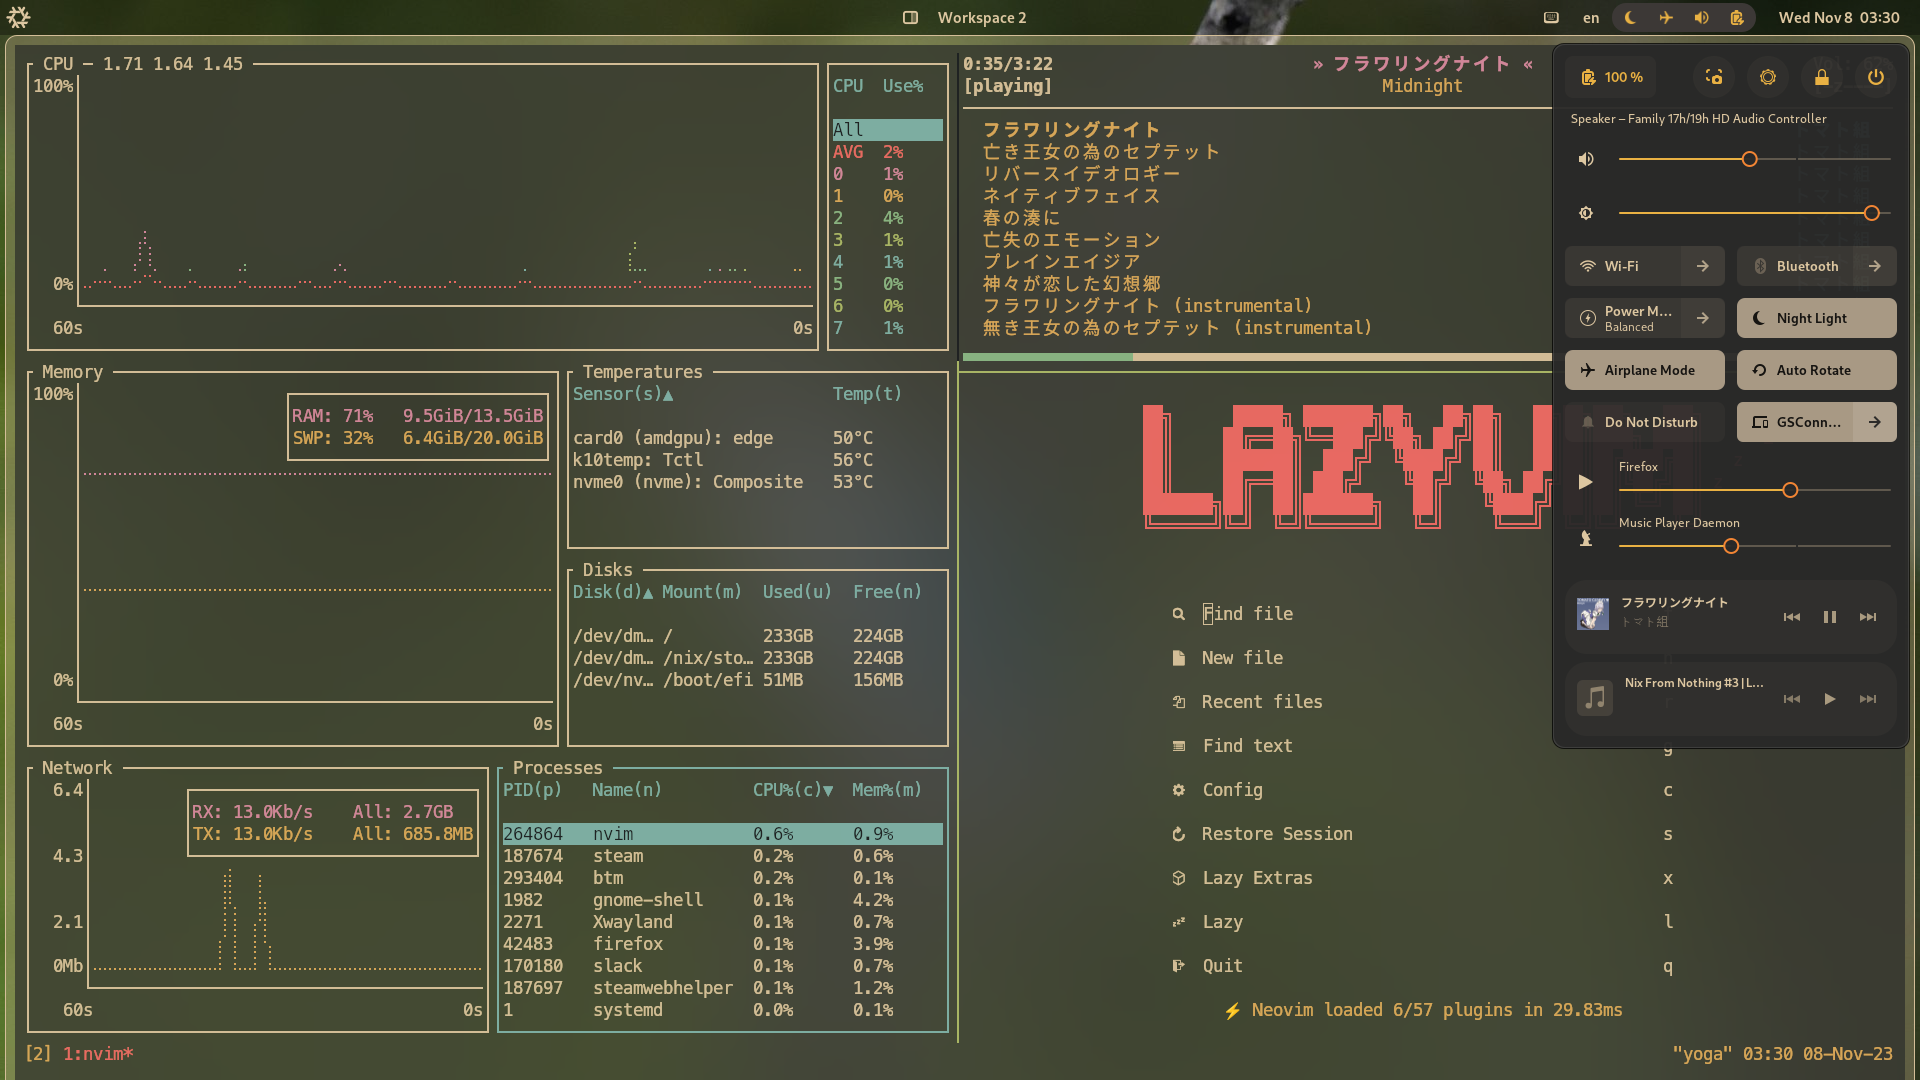 Workspace 2
en
Wed Nov 8 03:30
CPU — 1.71 1.64 1.45
100%
0%
60s 0s
CPU Use%
All
AVG 2%
0 1%
1 0%
2 4%
3 1%
4 1%
5 0%
6 0%
7 1%
Memory
100%
RAM: 71% 9.5GiB/13.5GiB
SWP: 32% 6.4GiB/20.0GiB
0%
60s 0s
Temperatures
Sensor(s)▲ Temp(t)
card0 (amdgpu): edge 50°C
k10temp: Tctl 56°C
nvme0 (nvme): Composite 53°C
Disks
Disk(d)▲ Mount(m) Used(u) Free(n)
/dev/dm… / 233GB 224GB
/dev/dm… /nix/sto… 233GB 224GB
/dev/nv… /boot/efi 51MB 156MB
Network
6.4
RX: 13.0Kb/s All: 2.7GB
TX: 13.0Kb/s All: 685.8MB
4.3
2.1
0Mb
60s 0s
Processes
PID(p) Name(n) CPU%(c)▼ Mem%(m)
264864 nvim 0.6% 0.9%
187674 steam 0.2% 0.6%
293404 btm 0.2% 0.1%
1982 gnome-shell 0.1% 4.2%
2271 Xwayland 0.1% 0.7%
42483 firefox 0.1% 3.9%
170180 slack 0.1% 0.7%
187697 steamwebhelper 0.1% 1.2%
1 systemd 0.0% 0.1%
0:35/3:22 » フラワリングナイト «
[playing] Midnight
フラワリングナイト
亡き王女の為のセプテット
リバースイデオロギー
ネイティブフェイス
春の湊に
亡失のエモーション
プレインエイジア
神々が恋した幻想郷
フラワリングナイト (instrumental)
無き王女の為のセプテット (instrumental)
LAZYV
Find file
New file
Recent files
Find text g
Config c
Restore Session s
Lazy Extras x
Lazy l
Quit q
⚡ Neovim loaded 6/57 plugins in 29.83ms
100 %
Speaker – Family 17h/19h HD Audio Controller
Wi-Fi
Bluetooth
Power M…
Balanced
Night Light
Airplane Mode
Auto Rotate
Do Not Disturb
GSConn…
Firefox
Music Player Daemon
フラワリングナイト
トマト組
Nix From Nothing #3 | L…
[2] 1:nvim*
"yoga" 03:30 08-Nov-23